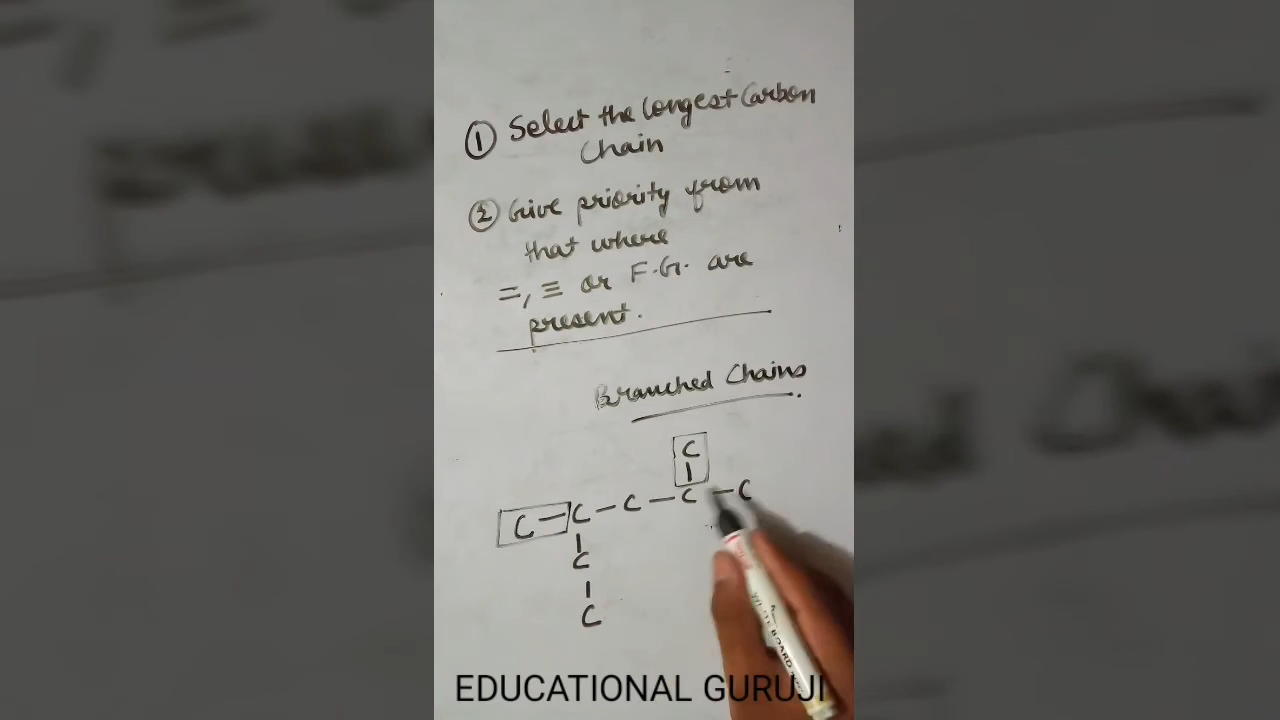 ① Select the longest Carbon
Chain
② Give priority from
that where
=, ≡ or F.G. are
present.
Branched Chains
C
|
C — C — C — C — C
|
C
|
C
EDUCATIONAL GURUJI